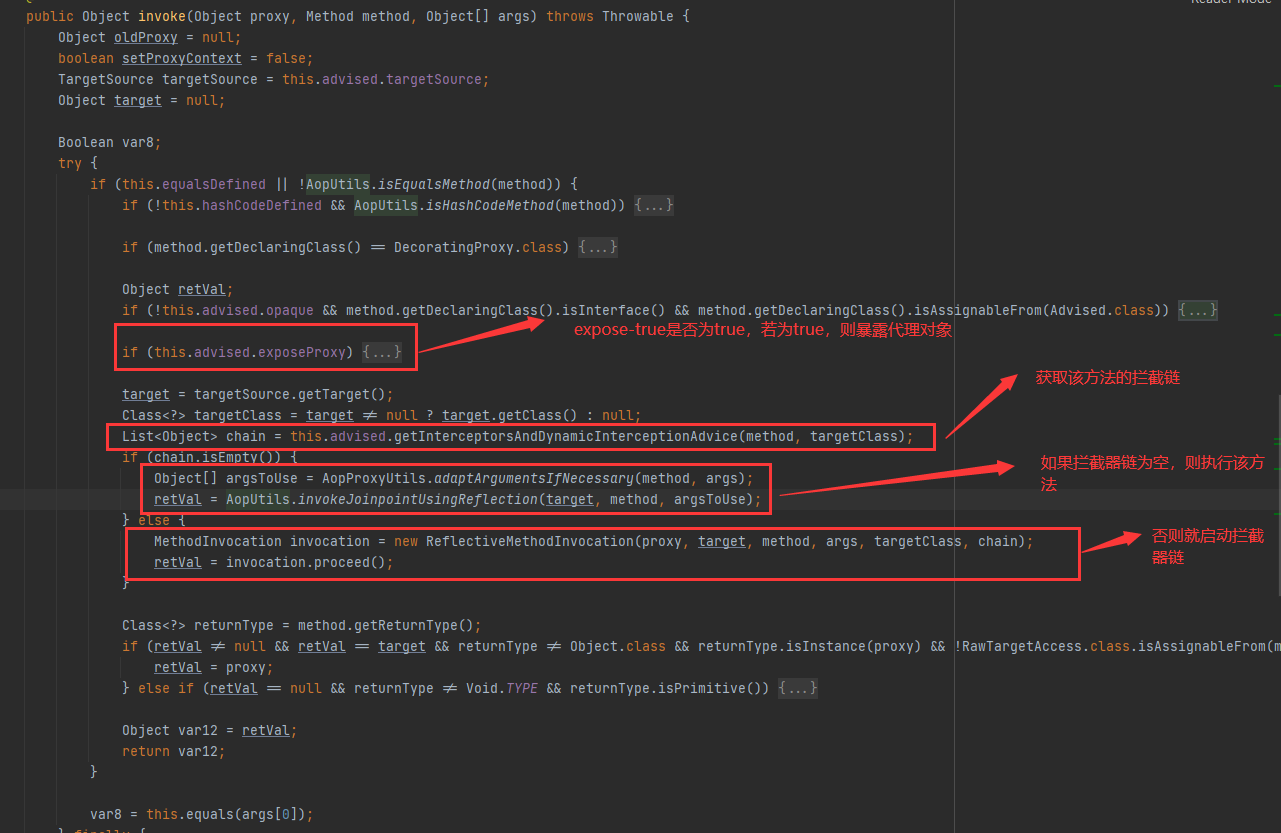 Reader Mode
public Object invoke(Object proxy, Method method, Object[] args) throws Throwable {
Object oldProxy = null;
boolean setProxyContext = false;
TargetSource targetSource = this.advised.targetSource;
Object target = null;
Boolean var8;
try {
if (this.equalsDefined || !AopUtils.isEqualsMethod(method)) {
if (!this.hashCodeDefined && AopUtils.isHashCodeMethod(method)) {...}
if (method.getDeclaringClass() == DecoratingProxy.class) {...}
Object retVal;
if (!this.advised.opaque && method.getDeclaringClass().isInterface() && method.getDeclaringClass().isAssignableFrom(Advised.class)) {...}
expose-true是否为true，若为true，则暴露代理对象
if (this.advised.exposeProxy) {...}
获取该方法的拦截链
target = targetSource.getTarget();
Class<?> targetClass = target != null ? target.getClass() : null;
List<Object> chain = this.advised.getInterceptorsAndDynamicInterceptionAdvice(method, targetClass);
if (chain.isEmpty()) {
如果拦截器链为空，则执行该方
法
Object[] argsToUse = AopProxyUtils.adaptArgumentsIfNecessary(method, args);
retVal = AopUtils.invokeJoinpointUsingReflection(target, method, argsToUse);
} else {
否则就启动拦截
器链
MethodInvocation invocation = new ReflectiveMethodInvocation(proxy, target, method, args, targetClass, chain);
retVal = invocation.proceed();
}
Class<?> returnType = method.getReturnType();
if (retVal != null && retVal == target && returnType != Object.class && returnType.isInstance(proxy) && !RawTargetAccess.class.isAssignableFrom(m
retVal = proxy;
} else if (retVal == null && returnType != Void.TYPE && returnType.isPrimitive()) {...}
Object var12 = retVal;
return var12;
}
var8 = this.equals(args[0]);
} finally {